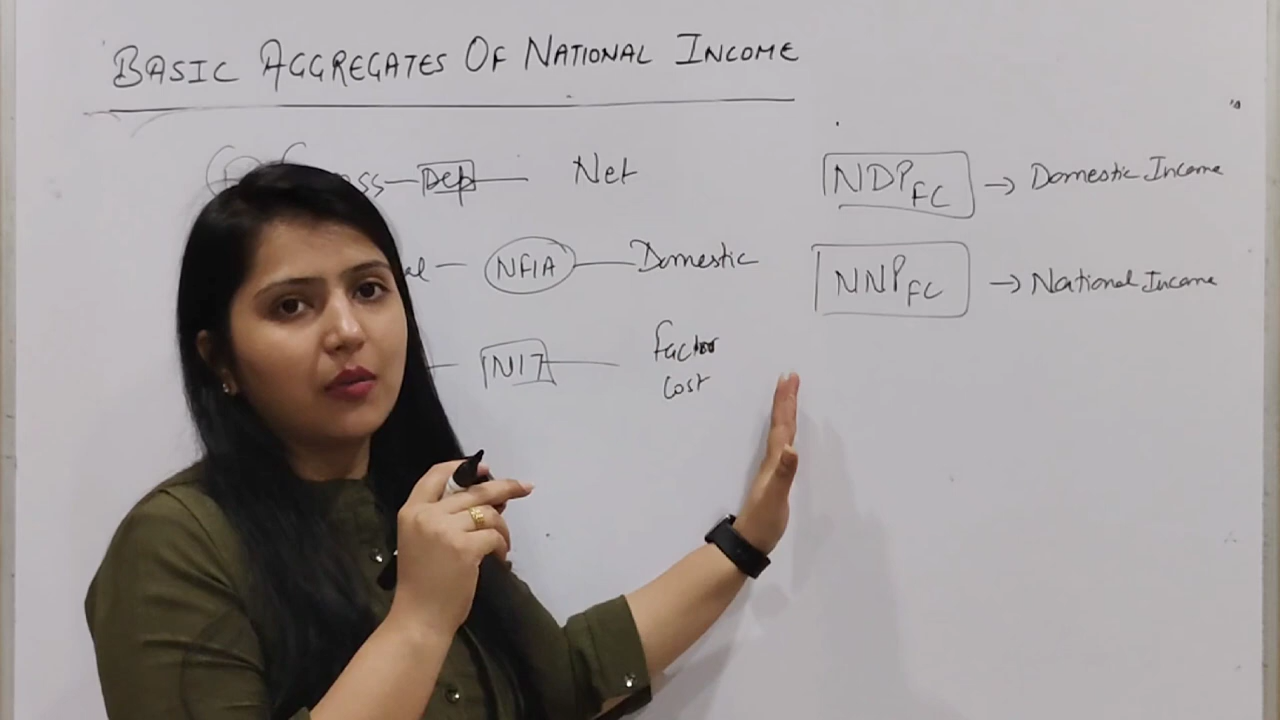 BASIC AGGREGATES OF NATIONAL INCOME
Dep Net
NFIA Domestic
NIT Factor
Cost
NDP FC → Domestic Income
NNP FC → National Income